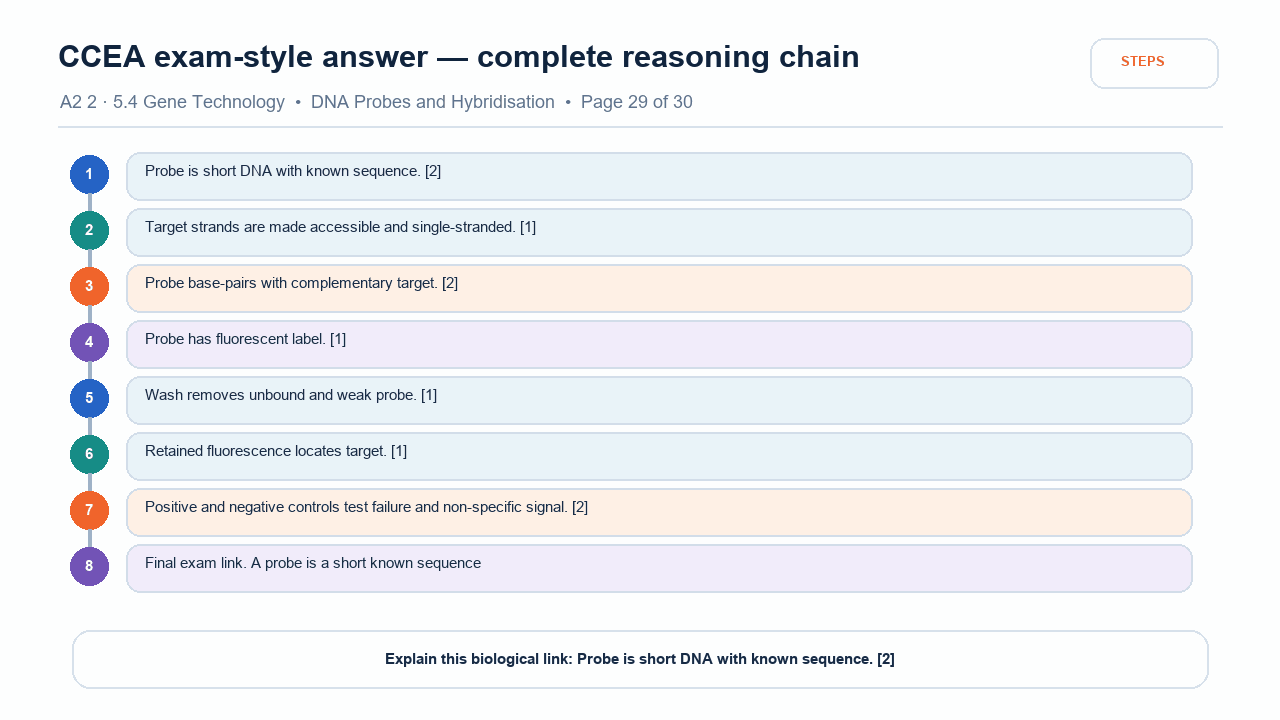 CCEA exam-style answer — complete reasoning chain
STEPS
A2 2 · 5.4 Gene Technology • DNA Probes and Hybridisation • Page 29 of 30
1
Probe is short DNA with known sequence. [2]
2
Target strands are made accessible and single-stranded. [1]
3
Probe base-pairs with complementary target. [2]
4
Probe has fluorescent label. [1]
5
Wash removes unbound and weak probe. [1]
6
Retained fluorescence locates target. [1]
7
Positive and negative controls test failure and non-specific signal. [2]
8
Final exam link. A probe is a short known sequence
Explain this biological link: Probe is short DNA with known sequence. [2]